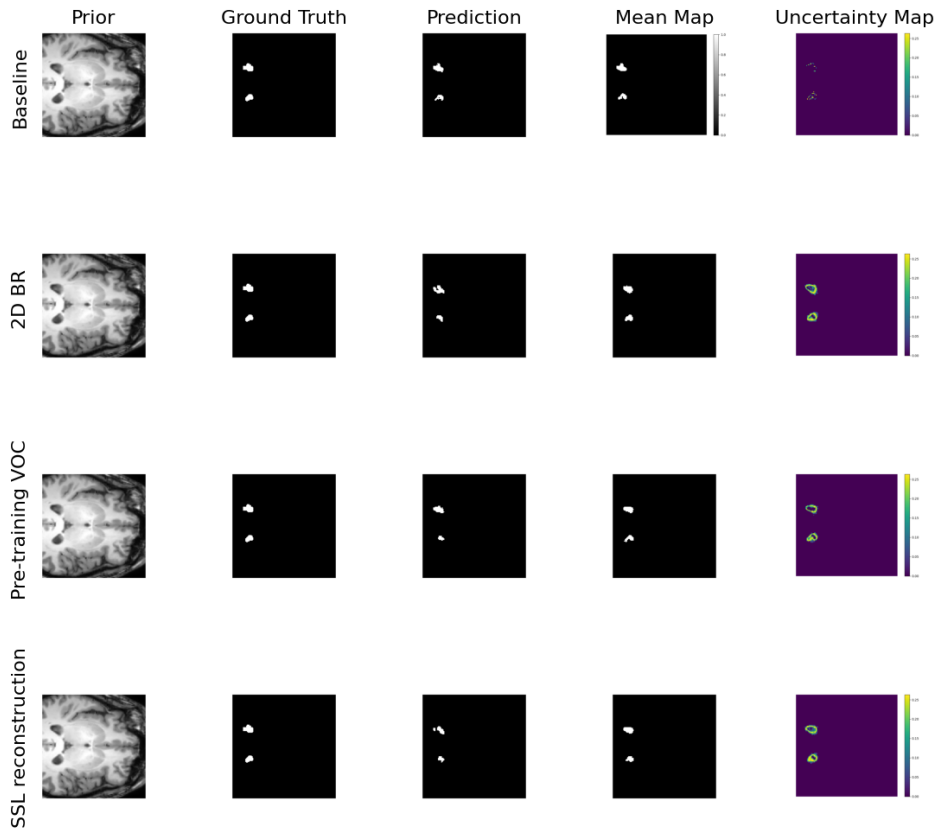 Prior Ground Truth Prediction Mean Map Uncertainty Map
Baseline
2D BR
Pre-training VOC
SSL reconstruction